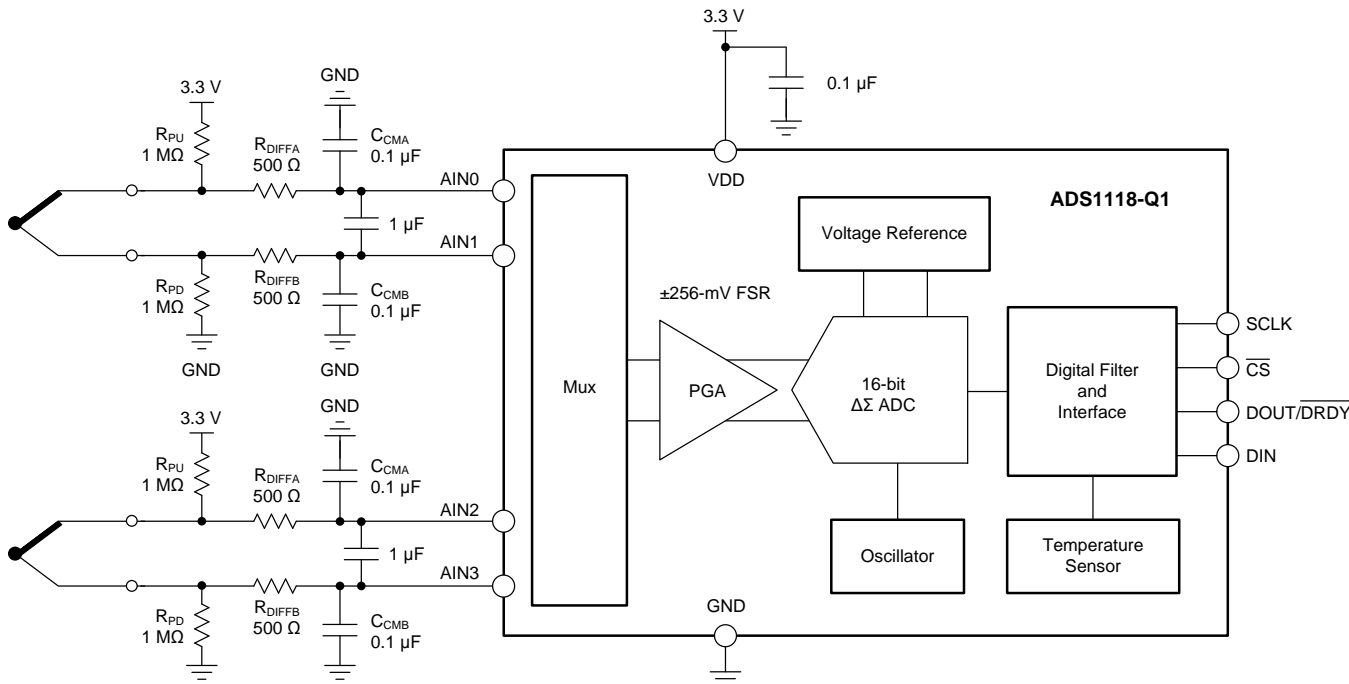 3.3 V
0.1 µF
VDD
3.3 V
GND
R_PU
1 MΩ
R_DIFFA
500 Ω
C_CMA
0.1 µF
AIN0
1 µF
AIN1
R_PD
1 MΩ
R_DIFFB
500 Ω
C_CMB
0.1 µF
GND
GND
3.3 V
GND
R_PU
1 MΩ
R_DIFFA
500 Ω
C_CMA
0.1 µF
AIN2
1 µF
AIN3
R_PD
1 MΩ
R_DIFFB
500 Ω
C_CMB
0.1 µF
ADS1118-Q1
Mux
±256-mV FSR
PGA
Voltage Reference
16-bit
ΔΣ ADC
Oscillator
Digital Filter
and
Interface
Temperature
Sensor
GND
SCLK
CS
DOUT/DRDY
DIN